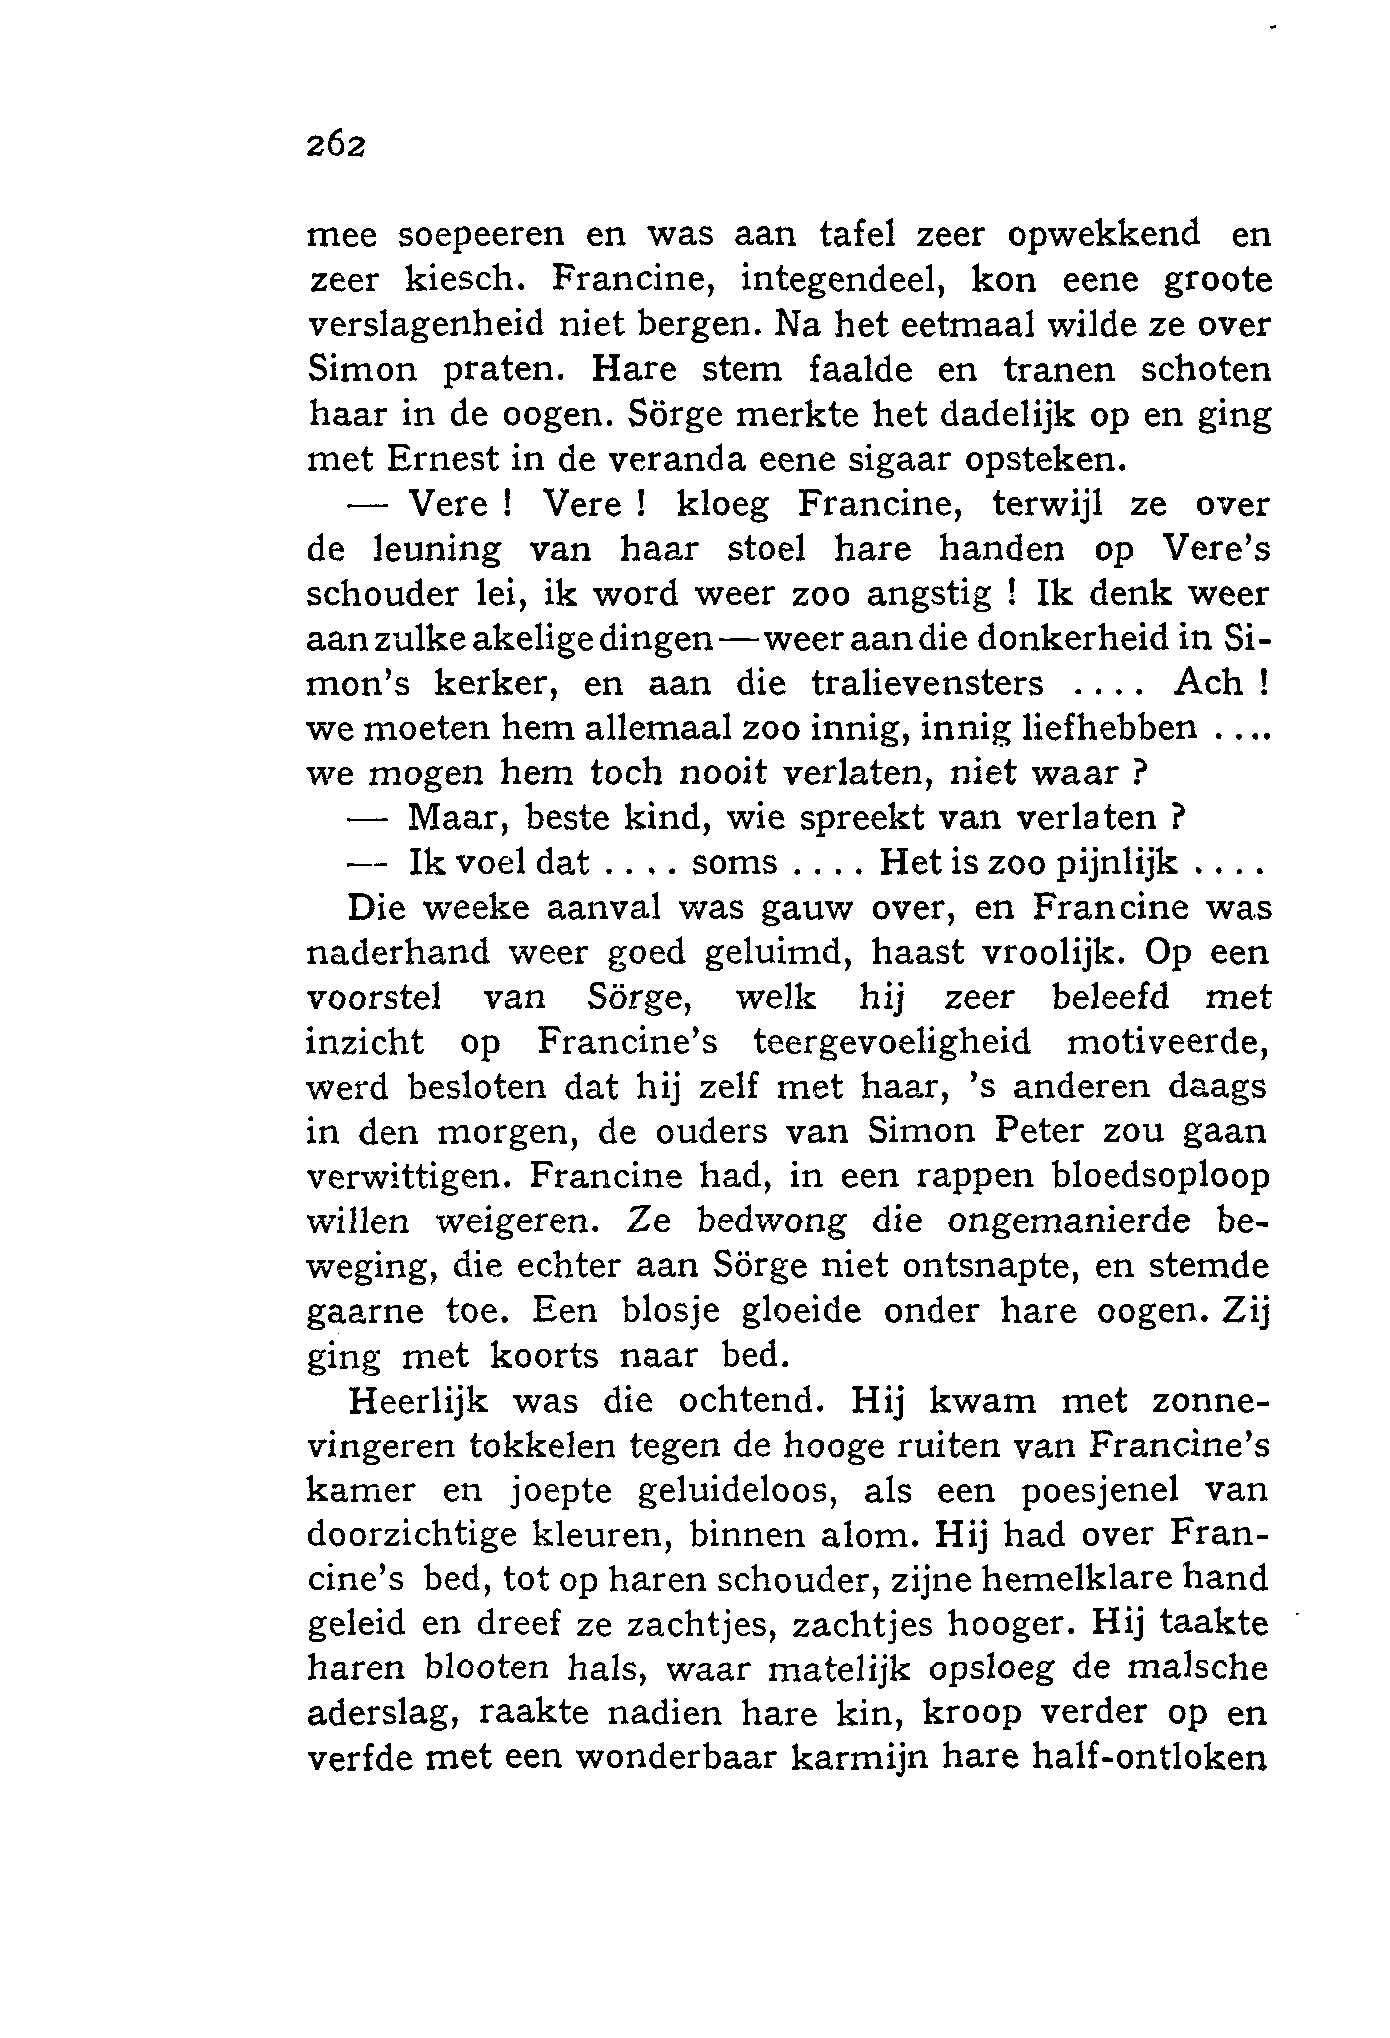 262
mee soepeeren en was aan tafel zeer opwekkend en
zeer kiesch. Francine, integendeel, kon eene groote
verslagenheid niet bergen. Na het eetmaal wilde ze over
Simon praten. Hare stem faalde en tranen schoten
haar in de oogen. Sörge merkte het dadelijk op en ging
met Ernest in de veranda eene sigaar opsteken.
— Vere ! Vere ! kloeg Francine, terwijl ze over
de leuning van haar stoel hare handen op Vere's
schouder lei, ik word weer zoo angstig ! Ik denk weer
aan zulke akelige dingen — weer aan die donkerheid in Si-
mon's kerker, en aan die tralievensters .... Ach !
we moeten hem allemaal zoo innig, innig liefhebben ....
we mogen hem toch nooit verlaten, niet waar ?
— Maar, beste kind, wie spreekt van verlaten ?
— Ik voel dat .... soms .... Het is zoo pijnlijk ....
Die weeke aanval was gauw over, en Francine was
naderhand weer goed geluimd, haast vroolijk. Op een
voorstel van Sörge, welk hij zeer beleefd met
inzicht op Francine's teergevoeligheid motiveerde,
werd besloten dat hij zelf met haar, 's anderen daags
in den morgen, de ouders van Simon Peter zou gaan
verwittigen. Francine had, in een rappen bloedsoploop
willen weigeren. Ze bedwong die ongemanierde be-
weging, die echter aan Sörge niet ontsnapte, en stemde
gaarne toe. Een blosje gloeide onder hare oogen. Zij
ging met koorts naar bed.
Heerlijk was die ochtend. Hij kwam met zonne-
vingeren tokkelen tegen de hooge ruiten van Francine's
kamer en joepte geluideloos, als een poesjenel van
doorzichtige kleuren, binnen alom. Hij had over Fran-
cine's bed, tot op haren schouder, zijne hemelklare hand
geleid en dreef ze zachtjes, zachtjes hooger. Hij taakte
haren blooten hals, waar matelijk opsloeg de malsche
aderslag, raakte nadien hare kin, kroop verder op en
verfde met een wonderbaar karmijn hare half-ontloken